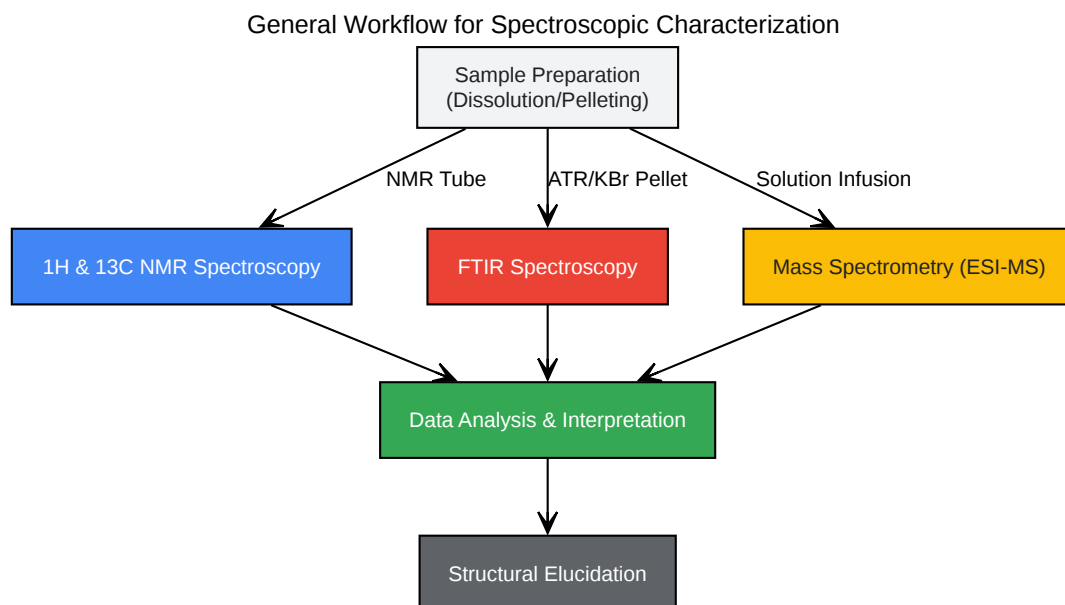 General Workflow for Spectroscopic Characterization
Sample Preparation
(Dissolution/Pelleting)
NMR Tube
ATR/KBr Pellet
Solution Infusion
1H & 13C NMR Spectroscopy
FTIR Spectroscopy
Mass Spectrometry (ESI-MS)
Data Analysis & Interpretation
Structural Elucidation